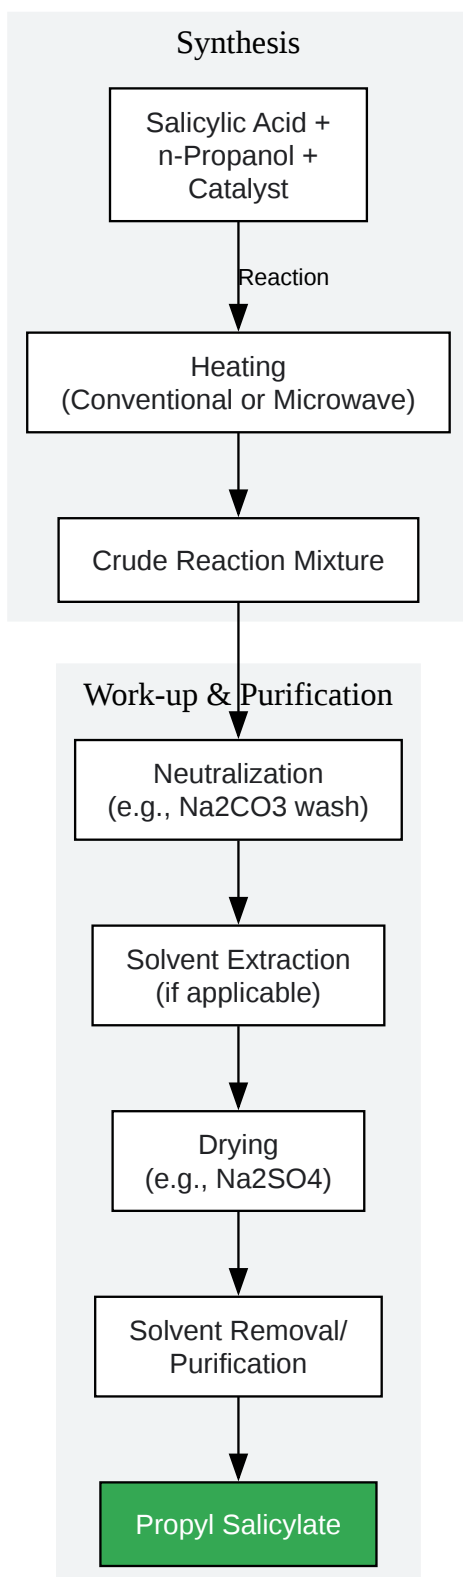 Synthesis
Salicylic Acid +
n-Propanol +
Catalyst
Reaction
Heating
(Conventional or Microwave)
Crude Reaction Mixture
Work-up & Purification
Neutralization
(e.g., Na2CO3 wash)
Solvent Extraction
(if applicable)
Drying
(e.g., Na2SO4)
Solvent Removal/
Purification
Propyl Salicylate